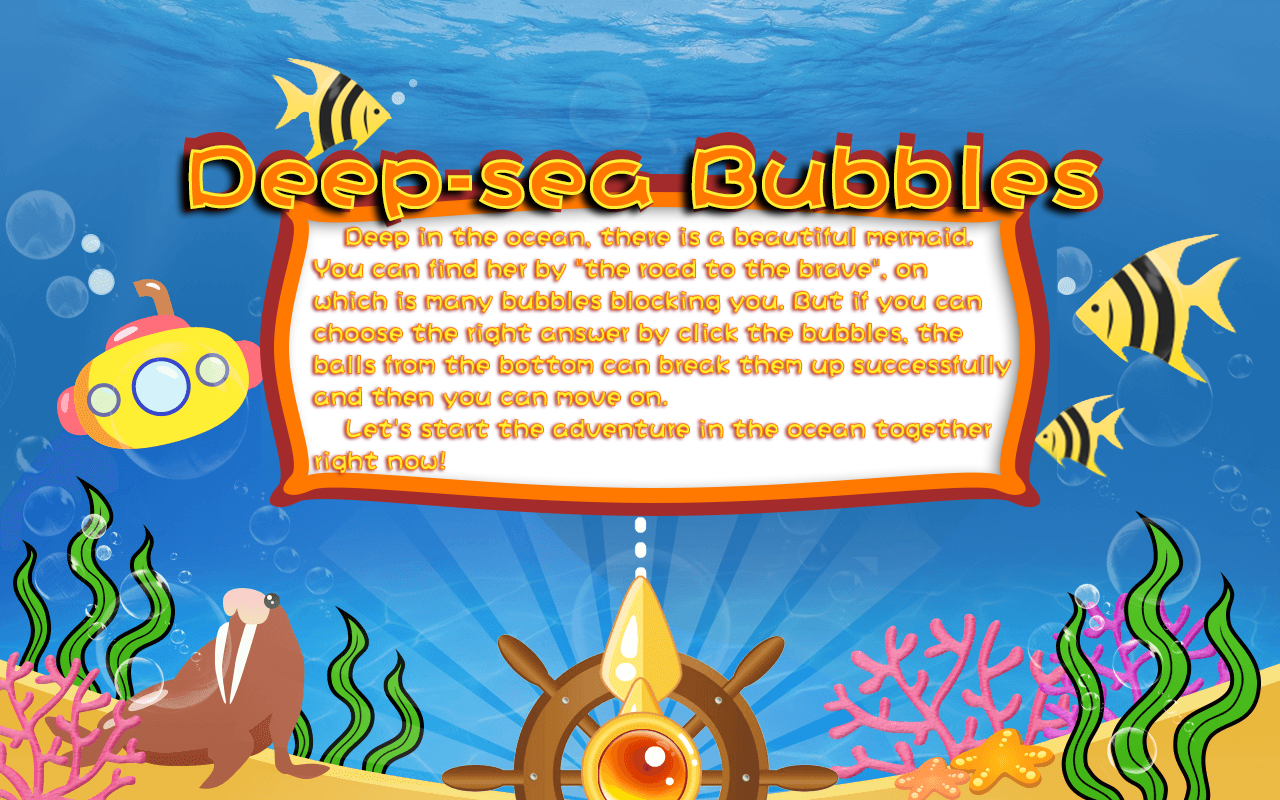 Deep-sea Bubbles
Deep in the ocean, there is a beautiful mermaid.
You can find her by "the road to the brave", on
which is many bubbles blocking you. But if you can
choose the right answer by click the bubbles, the
balls from the bottom can break them up successfully
and then you can move on.
Let's start the adventure in the ocean together
right now!